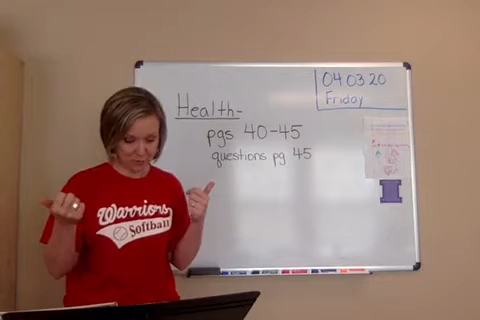 04 03 20
Friday
Health-
pgs 40-45
questions pg 45
Warriors
Softball